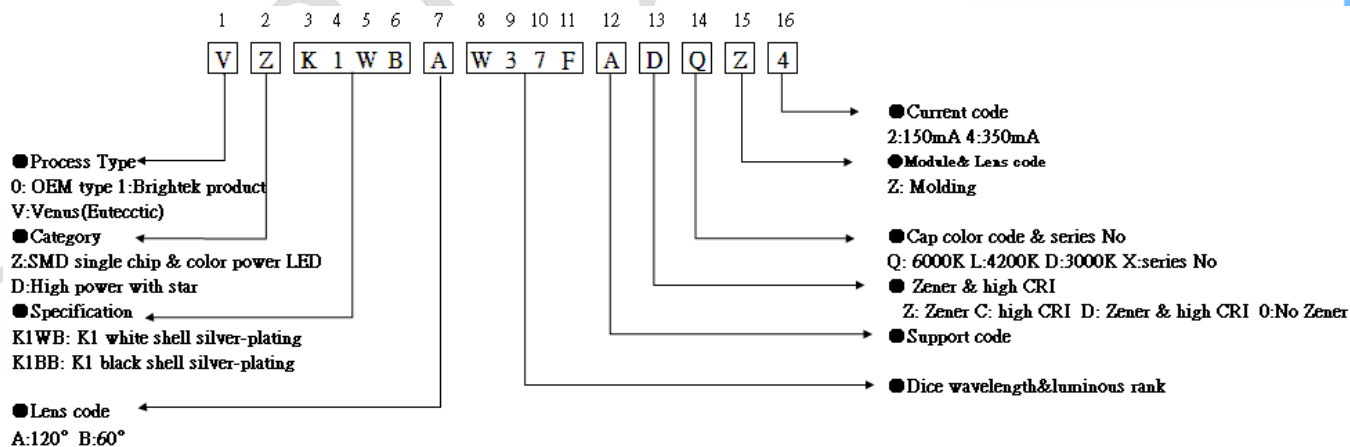 1 2 3 4 5 6 7 8 9 10 11 12 13 14 15 16
V Z K 1 W B A W 3 7 F A D Q Z 4
●Process Type
0: OEM type 1:Brightek product
V:Venus(Eutecctic)
●Category
Z:SMD single chip & color power LED
D:High power with star
●Specification
K1WB: K1 white shell silver-plating
K1BB: K1 black shell silver-plating
●Lens code
A:120° B:60°
●Current code
2:150mA 4:350mA
●Module& Lens code
Z: Molding
●Cap color code & series No
Q: 6000K L:4200K D:3000K X:series No
● Zener & high CRI
Z: Zener C: high CRI D: Zener & high CRI 0:No Zener
●Support code
●Dice wavelength&luminous rank